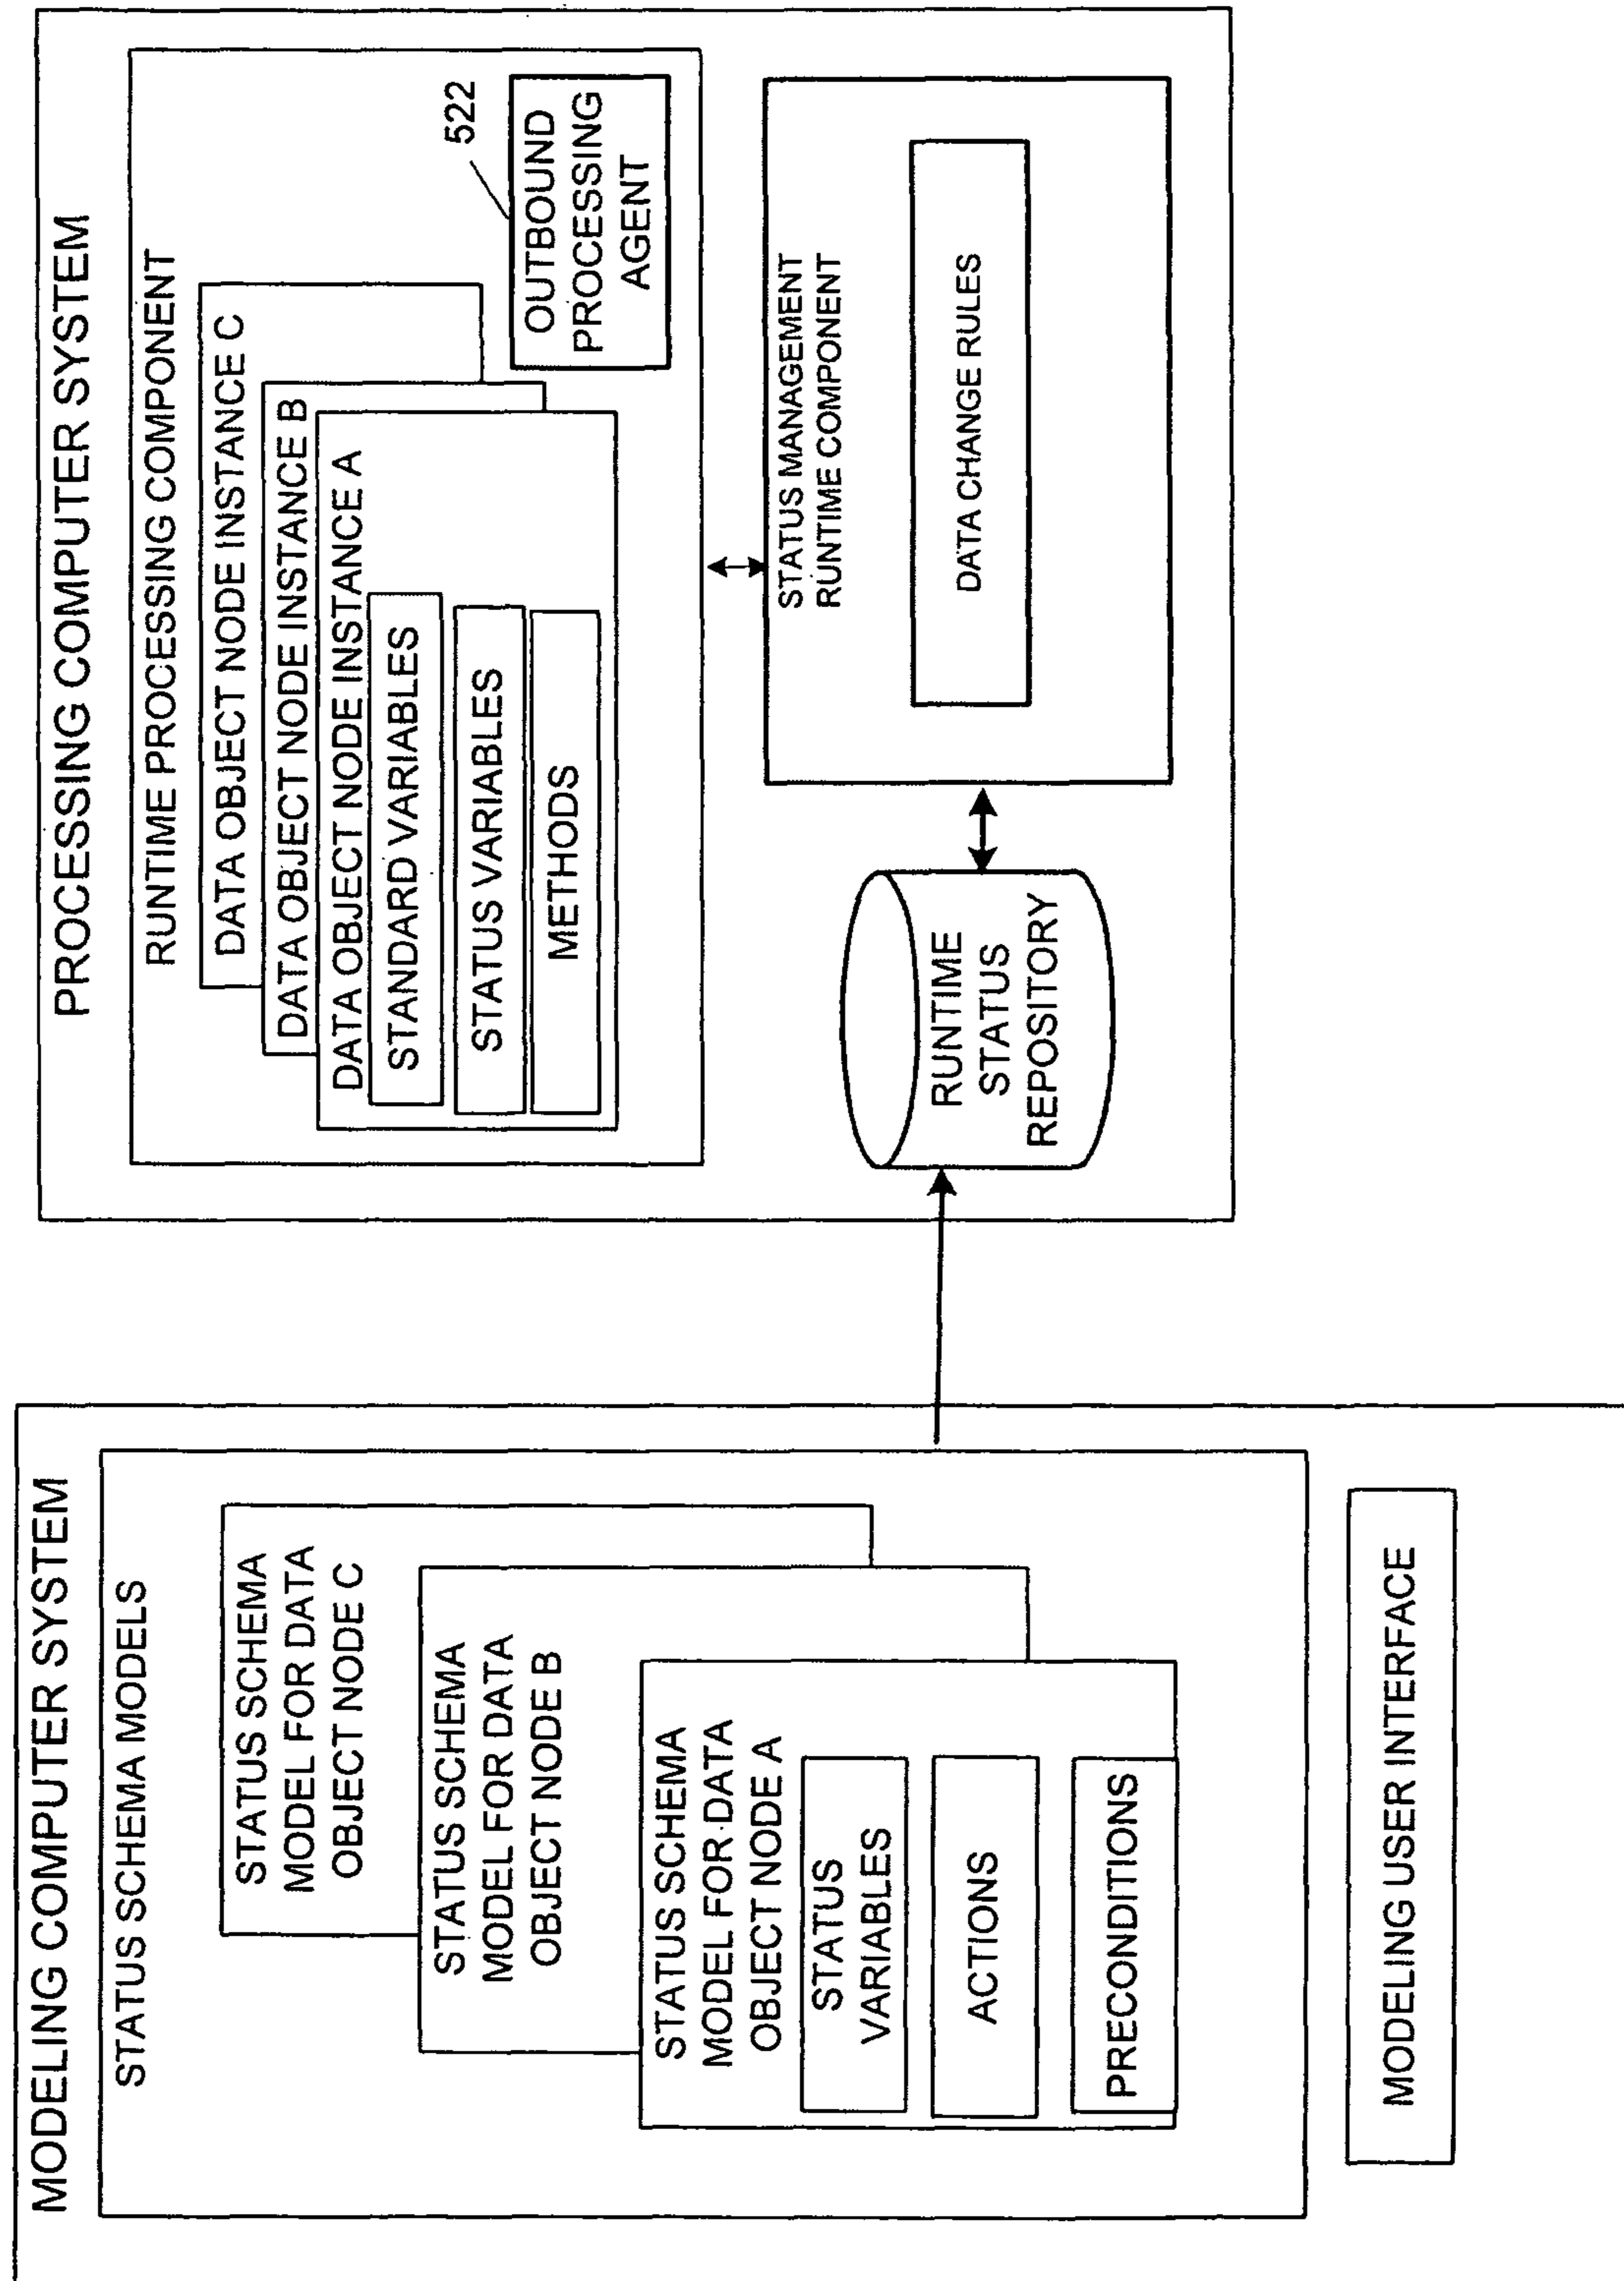 MODELING COMPUTER SYSTEM
STATUS SCHEMA MODELS
STATUS SCHEMA
MODEL FOR DATA
OBJECT NODE C
STATUS SCHEMA
MODEL FOR DATA
OBJECT NODE B
STATUS SCHEMA
MODEL FOR DATA
OBJECT NODE A
STATUS
VARIABLES
ACTIONS
PRECONDITIONS
MODELING USER INTERFACE
PROCESSING COMPUTER SYSTEM
RUNTIME PROCESSING COMPONENT
DATA OBJECT NODE INSTANCE C
DATA OBJECT NODE INSTANCE B
DATA OBJECT NODE INSTANCE A
STANDARD VARIABLES
STATUS VARIABLES
METHODS
522
OUTBOUND
PROCESSING
AGENT
STATUS MANAGEMENT
RUNTIME COMPONENT
DATA CHANGE RULES
RUNTIME
STATUS
REPOSITORY